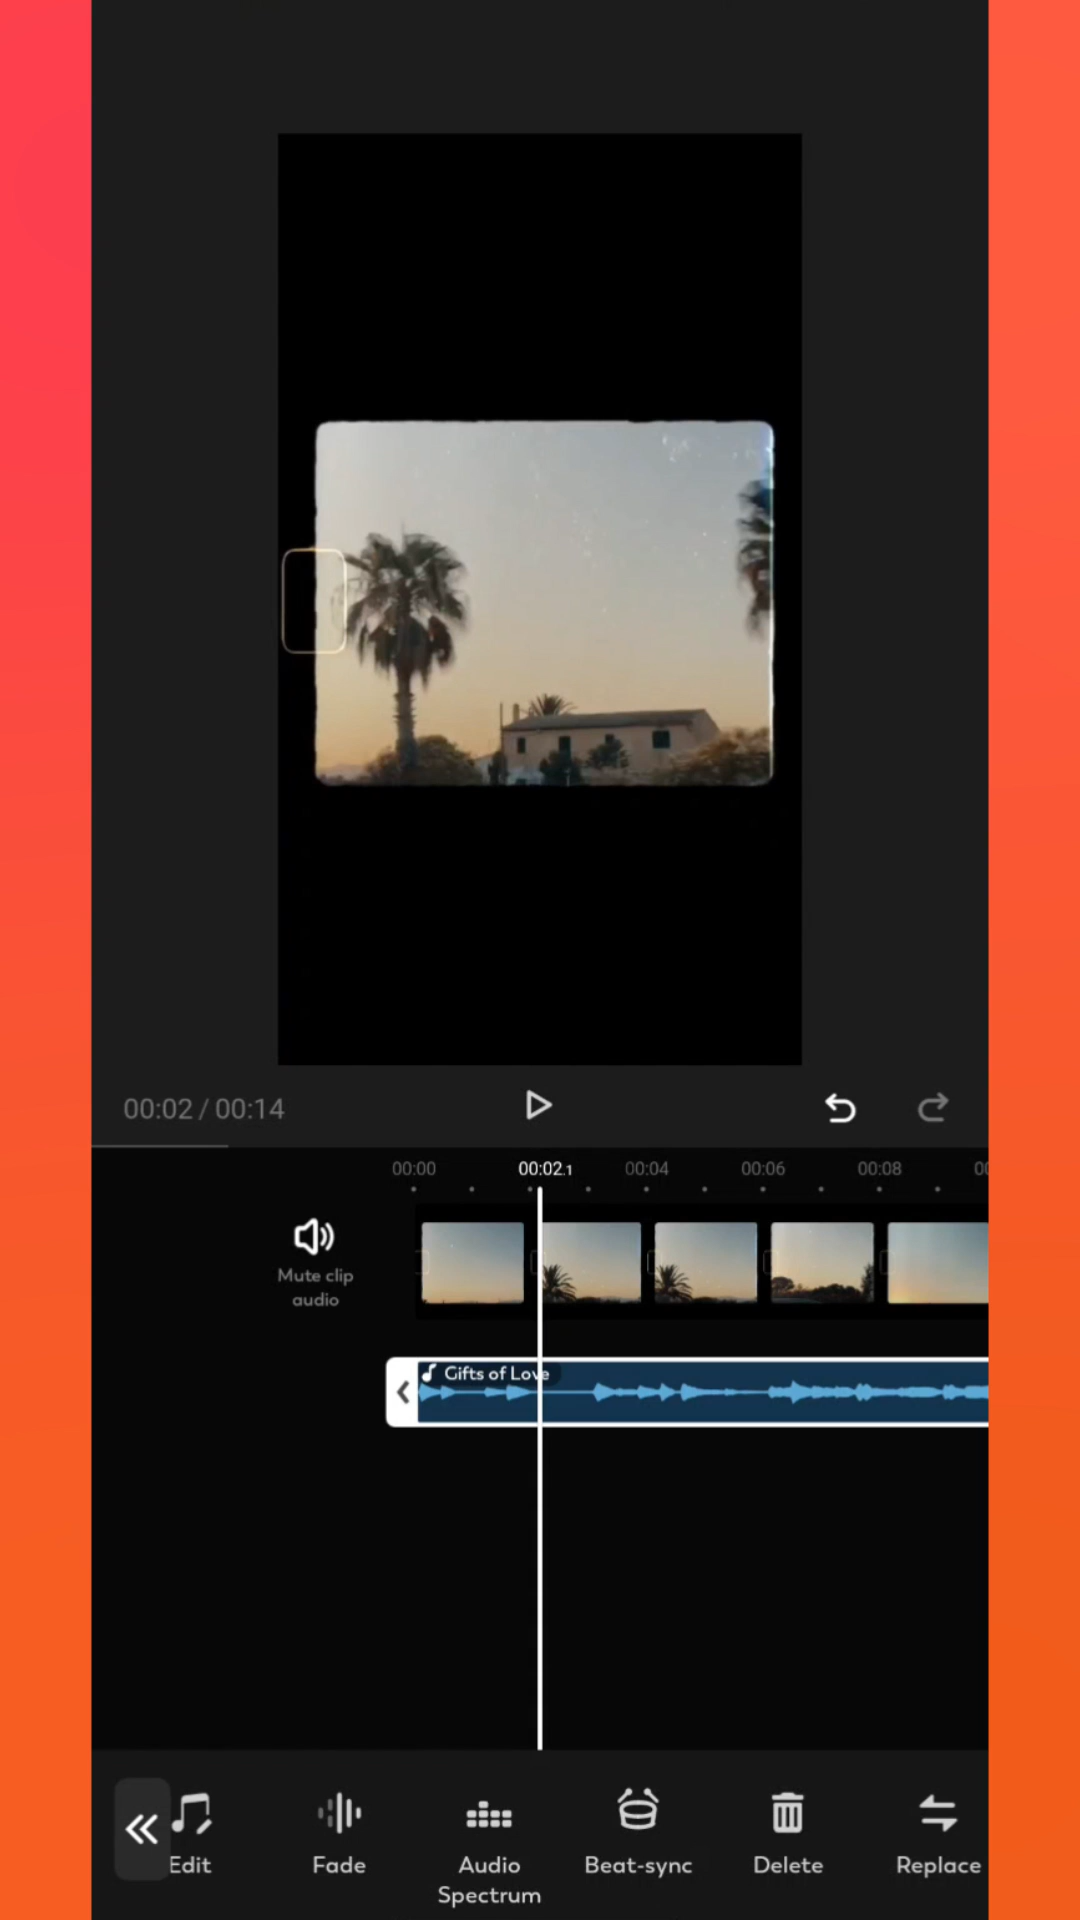 00:02 / 00:14
00:00 00:02.1 00:04 00:06 00:08 00
Mute clip
audio
Gifts of Love
Edit Fade Audio Spectrum Beat-sync Delete Replace